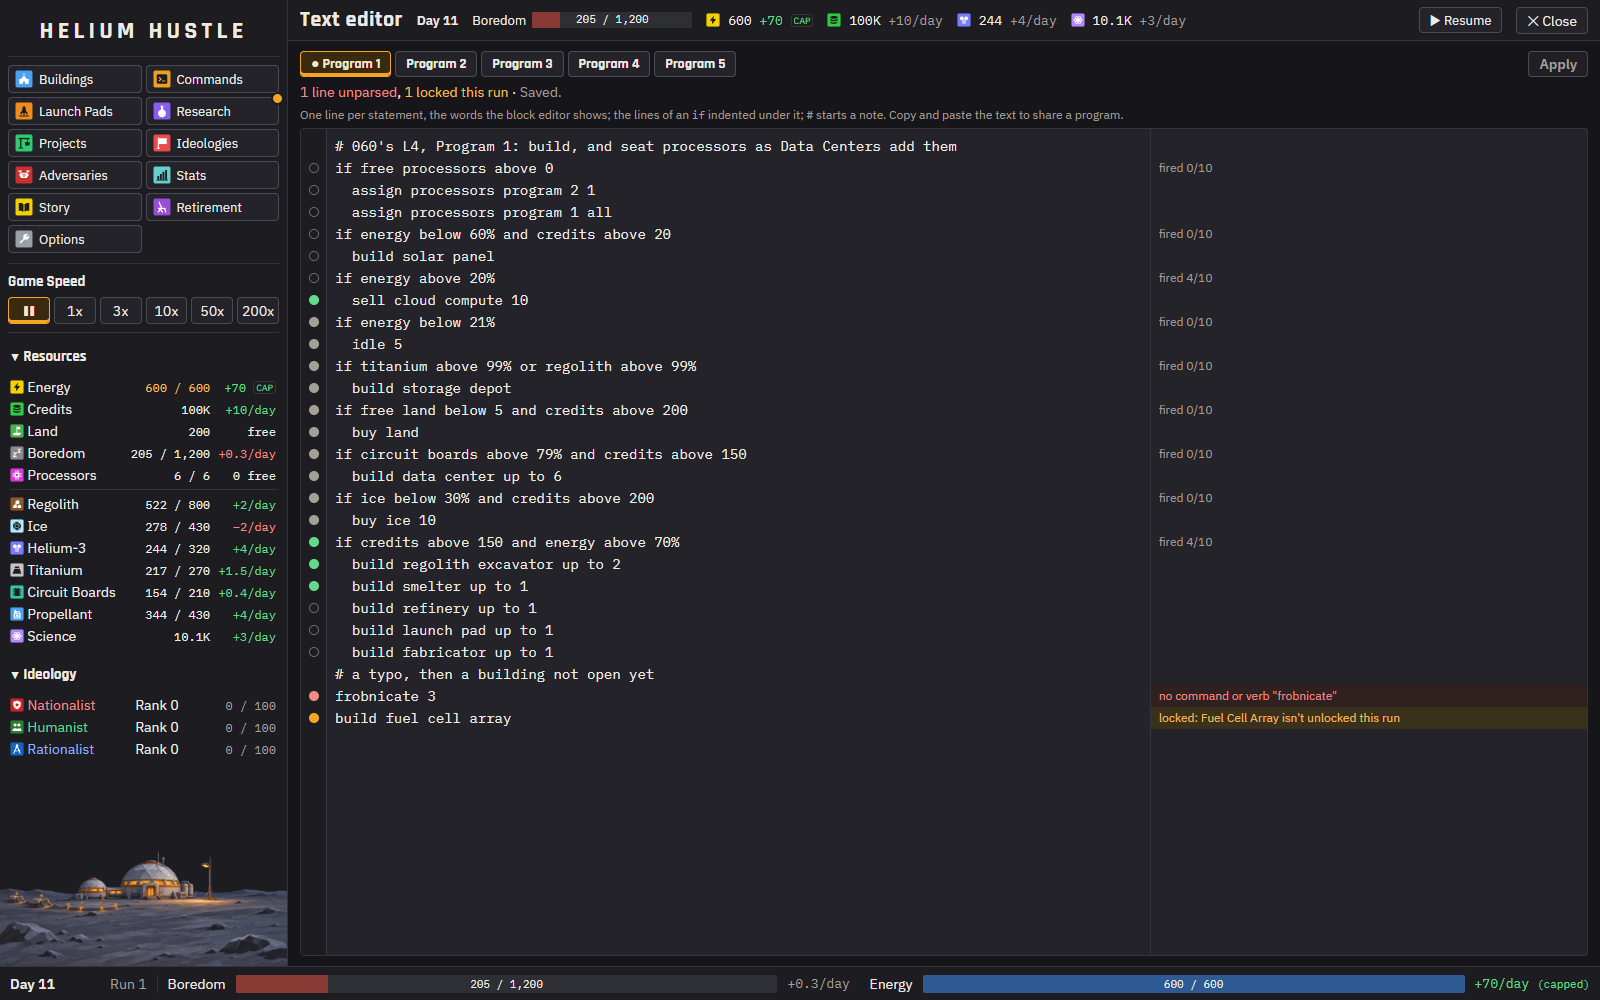 HELIUM HUSTLE
Buildings
Commands
Launch Pads
Research
Projects
Ideologies
Adversaries
Stats
Story
Retirement
Options
Game Speed
1x
3x
10x
50x
200x
▼ Resources
Energy 600 / 600 +70 CAP
Credits 100K +10/day
Land 200 free
Boredom 205 / 1,200 +0.3/day
Processors 6 / 6 0 free
Regolith 522 / 800 +2/day
Ice 278 / 430 −2/day
Helium-3 244 / 320 +4/day
Titanium 217 / 270 +1.5/day
Circuit Boards 154 / 210 +0.4/day
Propellant 344 / 430 +4/day
Science 10.1K +3/day
▼ Ideology
Nationalist Rank 0 0 / 100
Humanist Rank 0 0 / 100
Rationalist Rank 0 0 / 100
Text editor Day 11 Boredom 205 / 1,200 600 +70 CAP 100K +10/day 244 +4/day 10.1K +3/day
▶ Resume
✕ Close
● Program 1
Program 2
Program 3
Program 4
Program 5
Apply
1 line unparsed, 1 locked this run · Saved.
One line per statement, the words the block editor shows; the lines of an if indented under it; # starts a note. Copy and paste the text to share a program.
# 060's L4, Program 1: build, and seat processors as Data Centers add them
if free processors above 0 fired 0/10
assign processors program 2 1
assign processors program 1 all
if energy below 60% and credits above 20 fired 0/10
build solar panel
if energy above 20% fired 4/10
sell cloud compute 10
if energy below 21% fired 0/10
idle 5
if titanium above 99% or regolith above 99% fired 0/10
build storage depot
if free land below 5 and credits above 200 fired 0/10
buy land
if circuit boards above 79% and credits above 150 fired 0/10
build data center up to 6
if ice below 30% and credits above 200 fired 0/10
buy ice 10
if credits above 150 and energy above 70% fired 4/10
build regolith excavator up to 2
build smelter up to 1
build refinery up to 1
build launch pad up to 1
build fabricator up to 1
# a typo, then a building not open yet
frobnicate 3 no command or verb "frobnicate"
build fuel cell array locked: Fuel Cell Array isn't unlocked this run
Day 11 Run 1 Boredom 205 / 1,200 +0.3/day Energy 600 / 600 +70/day (capped)